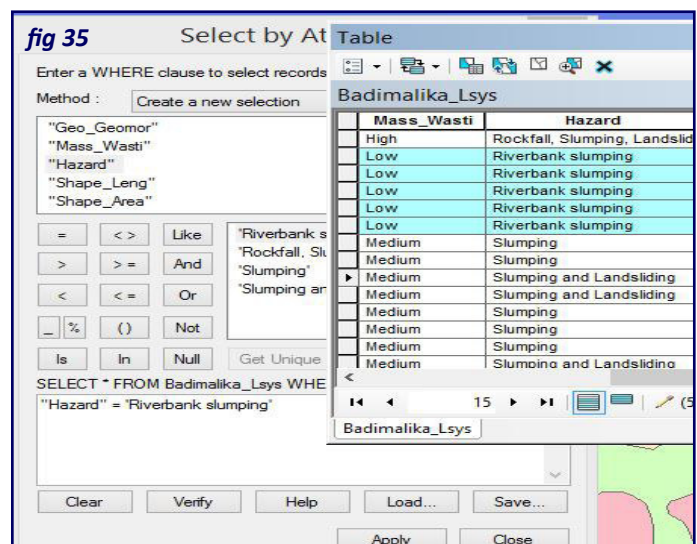 fig 35
Select by At
Enter a WHERE clause to select records
Method :
Create a new selection
"Geo_Geomor"
"Mass_Wasti"
"Hazard"
"Shape_Leng"
"Shape_Area"
= < > Like
> > = And
< < = Or
_ % () Not
Is In Null Get Unique
'Riverbank s
'Rockfall, Slu
'Slumping'
'Slumping an
SELECT * FROM Badimalika_Lsys WHE
"Hazard" = 'Riverbank slumping'
Clear Verify Help Load... Save...
Apply Close
Table
Badimalika_Lsys
Mass_Wasti Hazard
High Rockfall, Slumping, Landslid
Low Riverbank slumping
Low Riverbank slumping
Low Riverbank slumping
Low Riverbank slumping
Low Riverbank slumping
Medium Slumping
Medium Slumping
Medium Slumping and Landsliding
Medium Slumping and Landsliding
Medium Slumping
Medium Slumping
Medium Slumping
Medium Slumping and Landsliding
15 (5
Badimalika_Lsys